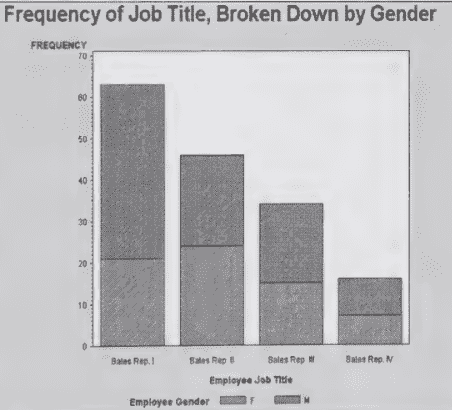 Frequency of Job Title, Broken Down by Gender
FREQUENCY
70
60
50
40
30
20
10
0
Sales Rep. I Sales Rep. II Sales Rep. III Sales Rep. IV
Employee Job Title
Employee Gender F M